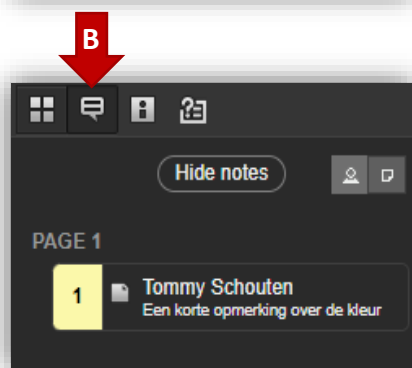 B
Hide notes
PAGE 1
1
Tommy Schouten
Een korte opmerking over de kleur